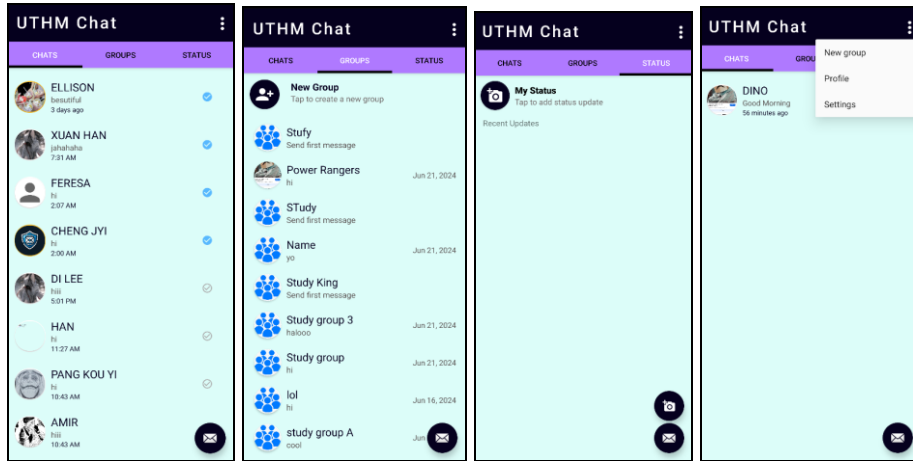 UTHM Chat
CHATS GROUPS STATUS
ELLISON
besutiful
3 days ago
XUAN HAN
jahahaha
7:31 AM
FERESA
hi
2:07 AM
CHENG JYI
hi
2:00 AM
DI LEE
hiii
5:01 PM
HAN
hi
11:27 AM
PANG KOU YI
hi
10:43 AM
AMIR
hiii
10:43 AM
UTHM Chat
CHATS GROUPS STATUS
New Group
Tap to create a new group
Stufy
Send first message
Power Rangers
hi Jun 21, 2024
STudy
Send first message
Name
yo Jun 21, 2024
Study King
Send first message
Study group 3
halooo Jun 21, 2024
Study group
hi Jun 21, 2024
lol
hi Jun 16, 2024
study group A
cool Jun
UTHM Chat
CHATS GROUPS STATUS
My Status
Tap to add status update
Recent Updates
UTHM Chat
CHATS GROU
New group
Profile
Settings
DINO
Good Morning
56 minutes ago